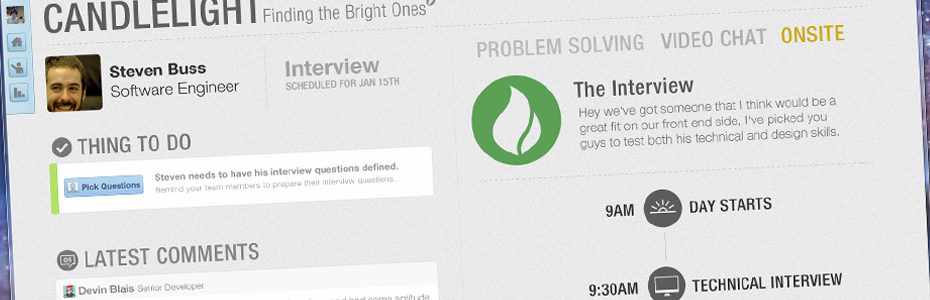 CANDLELIGHT Finding the Bright Ones
Steven Buss
Software Engineer
Interview
SCHEDULED FOR JAN 15TH
THING TO DO
Pick Questions
Steven needs to have his interview questions defined.
Remind your team members to prepare their interview questions.
LATEST COMMENTS
Devin Blais Senior Developer
PROBLEM SOLVING VIDEO CHAT ONSITE
The Interview
Hey we've got someone that I think would be a
great fit on our front end side, I've picked you
guys to test both his technical and design skills.
9AM DAY STARTS
9:30AM TECHNICAL INTERVIEW